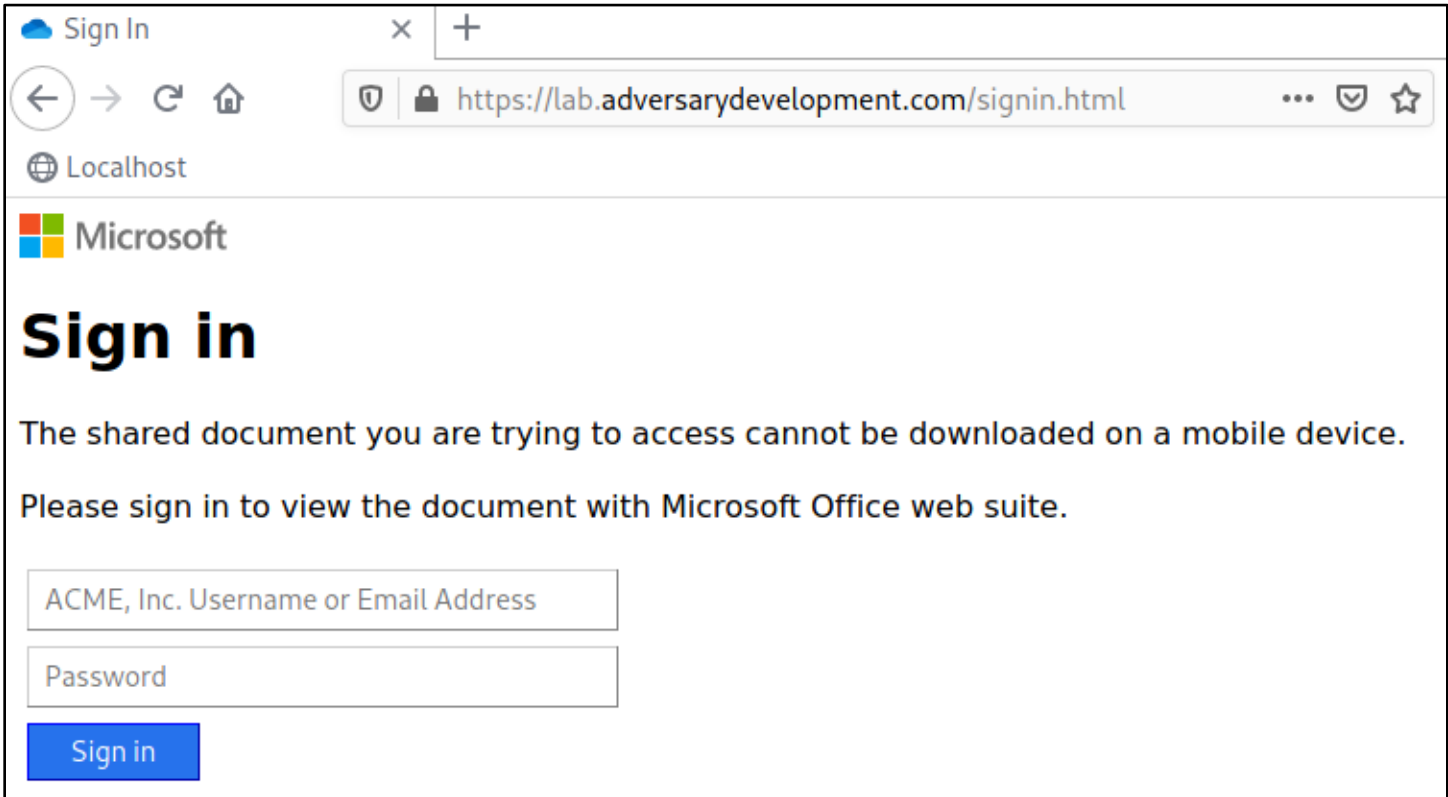 Sign In
https://lab.adversarydevelopment.com/signin.html
Localhost
Microsoft
Sign in
The shared document you are trying to access cannot be downloaded on a mobile device.
Please sign in to view the document with Microsoft Office web suite.
ACME, Inc. Username or Email Address
Password
Sign in